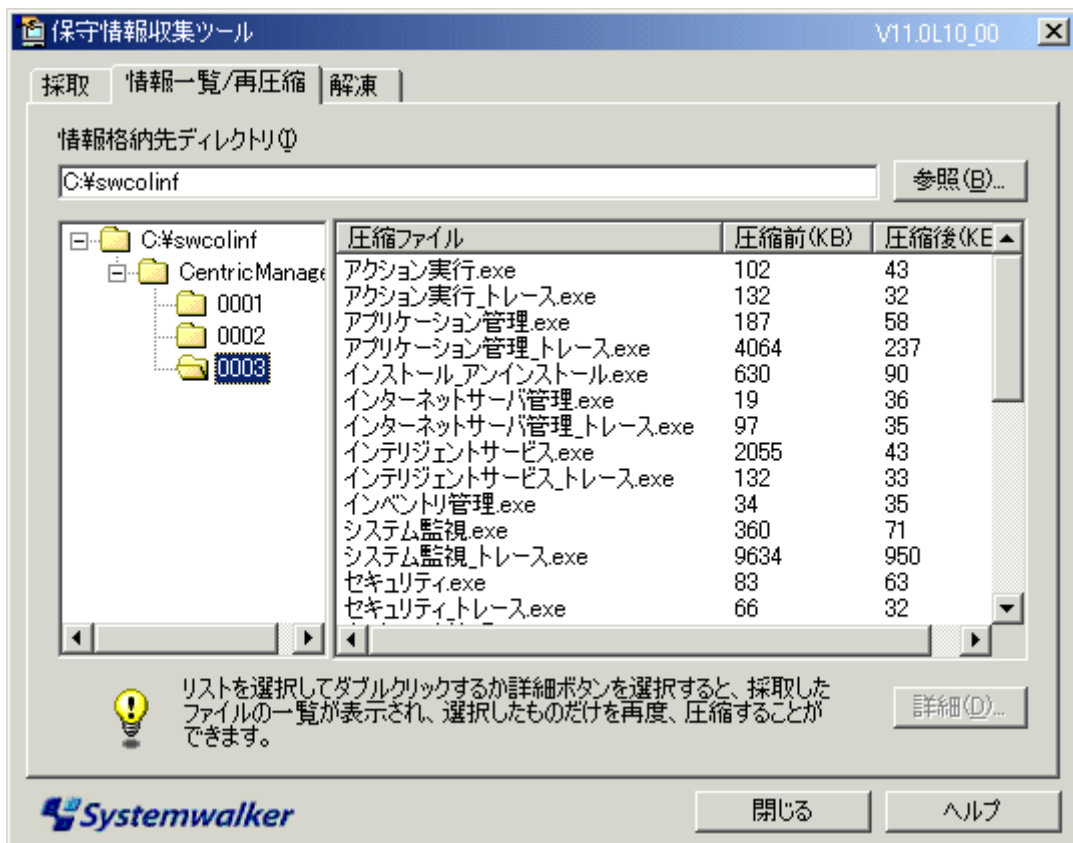 保守情報収集ツール V11.0L10_00
採取 情報一覧/再圧縮 解凍
情報格納先ディレクトリ(I)
C:¥swcolinf 参照(B)...
C:¥swcolinf
CentricManage
0001
0002
0003
圧縮ファイル 圧縮前(KB) 圧縮後(KE
アクション実行.exe 102 43
アクション実行_トレース.exe 132 32
アプリケーション管理.exe 187 58
アプリケーション管理_トレース.exe 4064 237
インストール_アンインストール.exe 630 90
インターネットサーバ管理.exe 19 36
インターネットサーバ管理_トレース.exe 97 35
インテリジェントサービス.exe 2055 43
インテリジェントサービス_トレース.exe 132 33
インベントリ管理.exe 34 35
システム監視.exe 360 71
システム監視_トレース.exe 9634 950
セキュリティ.exe 83 63
セキュリティ_トレース.exe 66 32
リストを選択してダブルクリックするか詳細ボタンを選択すると、採取した
ファイルの一覧が表示され、選択したものだけを再度、圧縮することが
できます。
詳細(D)...
Systemwalker
閉じる ヘルプ